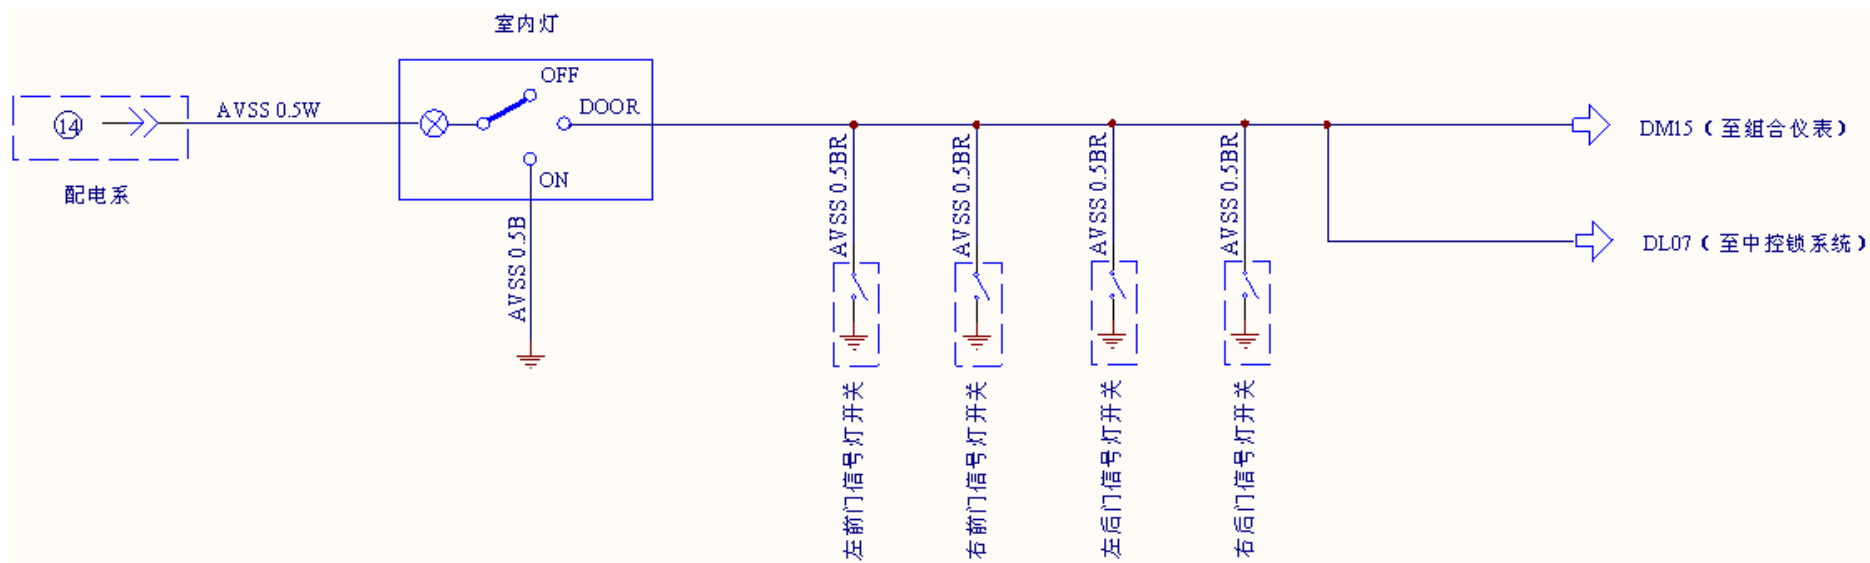 室内灯
OFF
DOOR
ON
14
AVSS 0.5W
配电系
AVSS 0.5B
AVSS 0.5BR
AVSS 0.5BR
AVSS 0.5BR
AVSS 0.5BR
DM15（至组合仪表）
DL07（至中控锁系统）
左前门信号灯开关
右前门信号灯开关
左后门信号灯开关
右后门信号灯开关